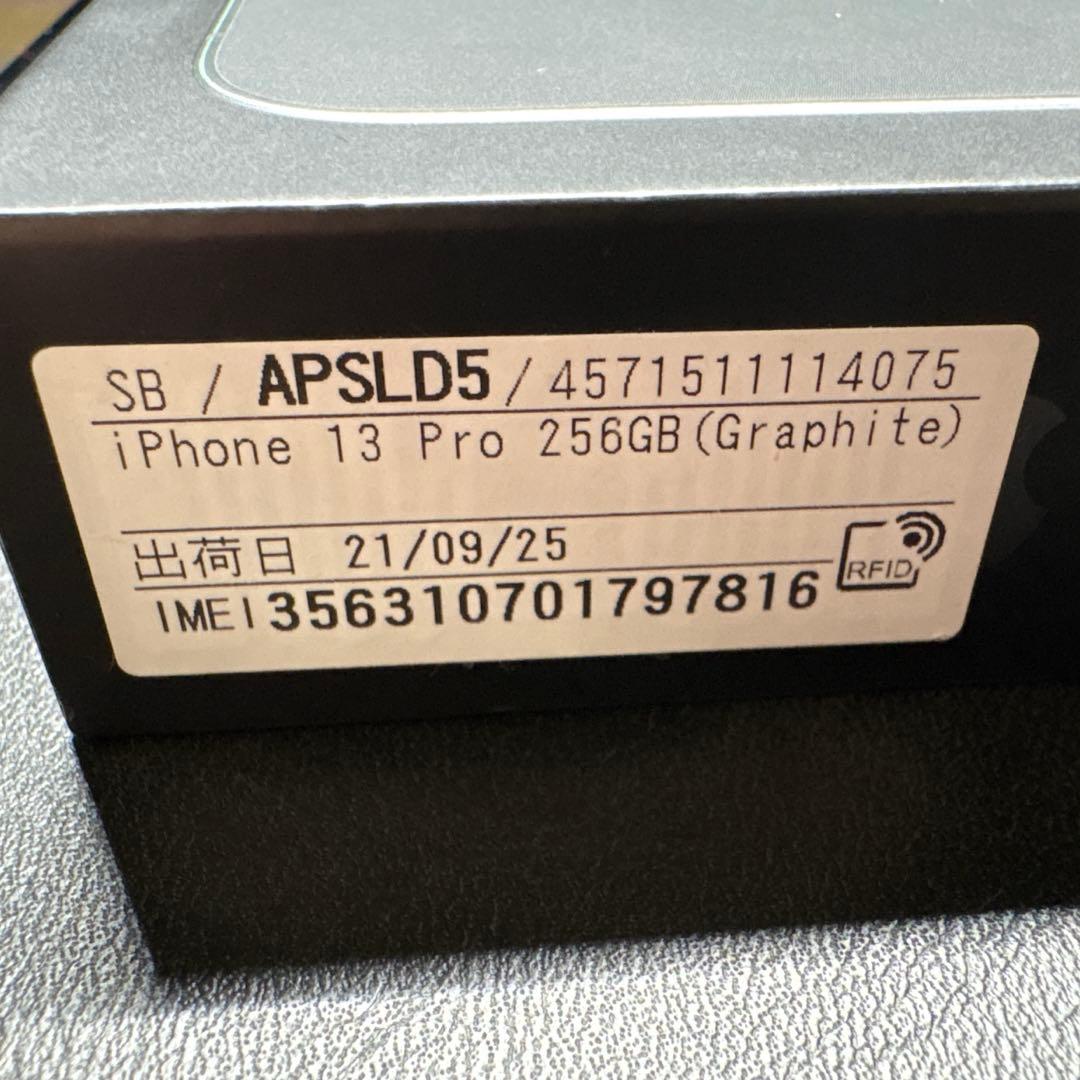 SB / APSLD5/4571511114075
iPhone 13 Pro 256GB(Graphite)
出荷日 21/09/25
RFID
IMEI356310701797816